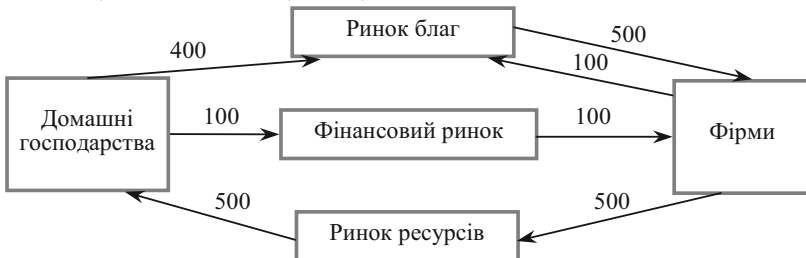 Ринок благ
400
500
100
Домашні
господарства
100
Фінансовий ринок
100
Фірми
500
Ринок ресурсів
500